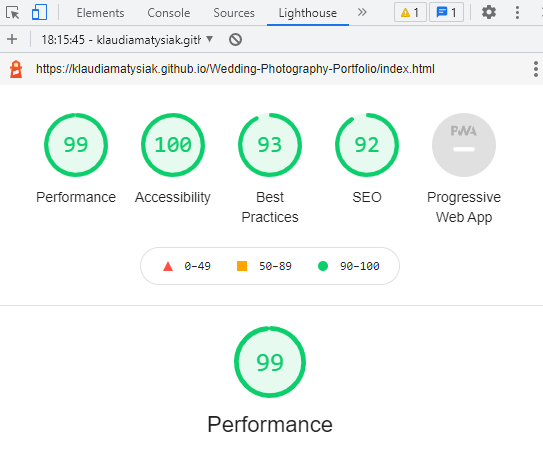 Elements Console Sources Lighthouse » 1 1
+ 18:15:45 - klaudiamatysiak.gith
https://klaudiamatysiak.github.io/Wedding-Photography-Portfolio/index.html
99 100 93 92 PWA
Performance Accessibility Best Practices SEO Progressive Web App
0–49 50–89 90–100
99
Performance